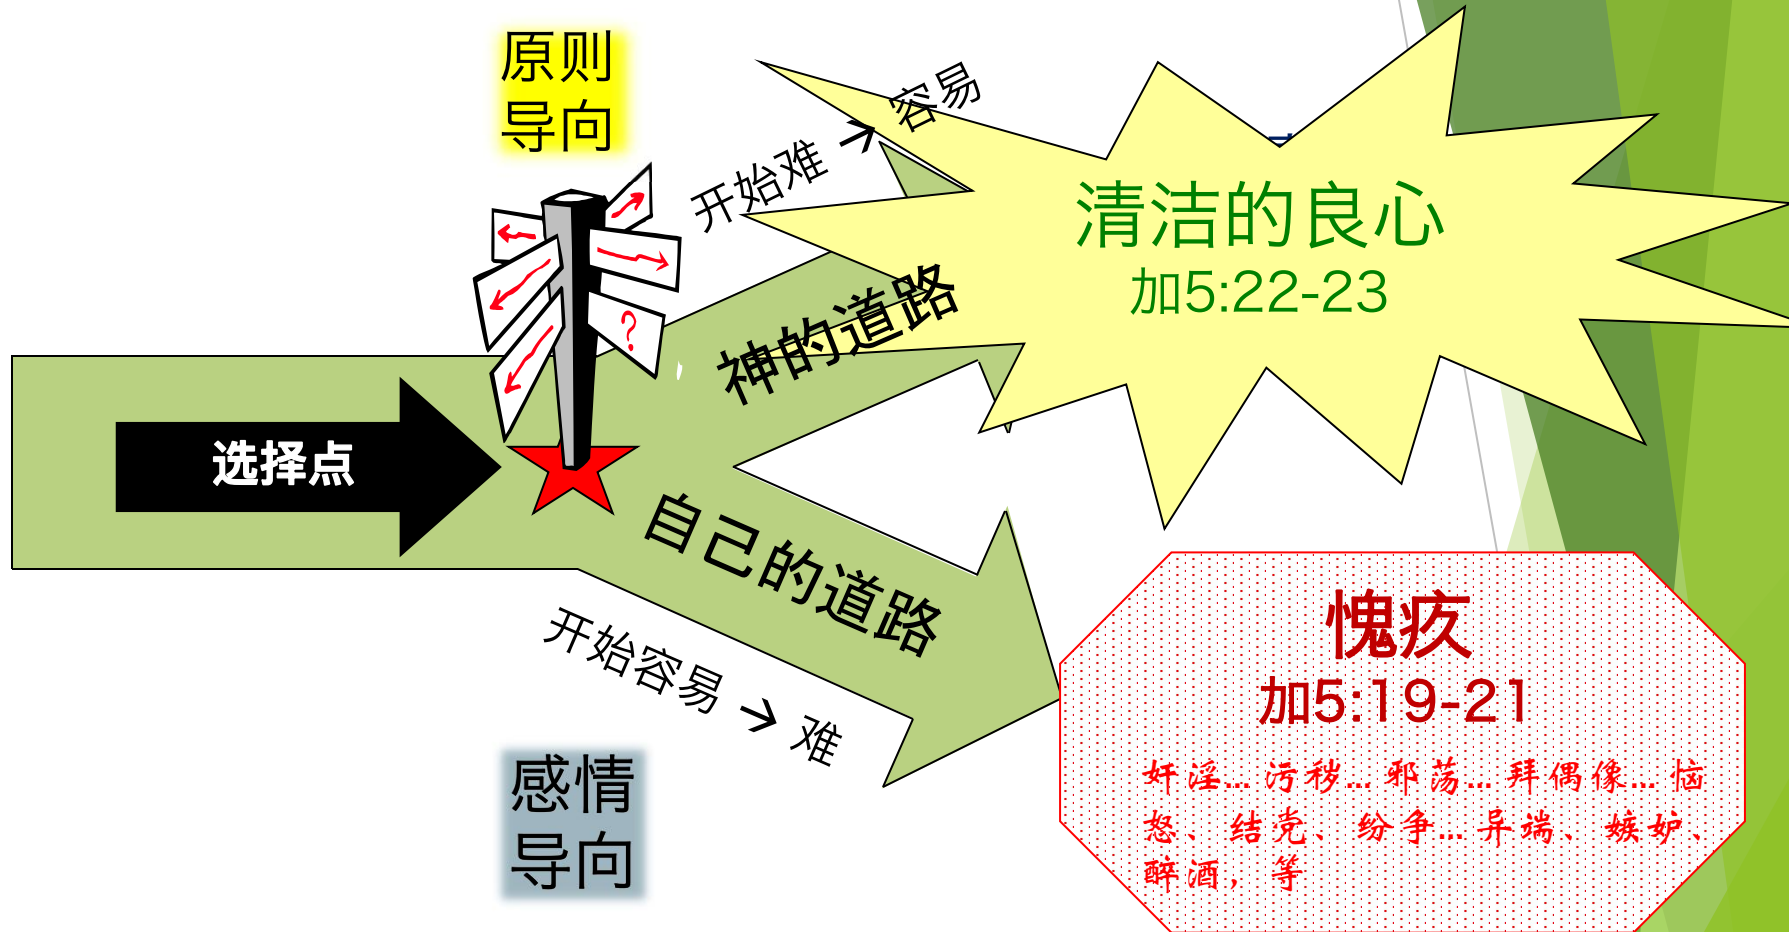 原则
导向
开始难 → 容易
清洁的良心
加5:22-23
神的道路
?
选择点
自己的道路
开始容易 → 难
愧疚
加5:19-21
奸淫... 污秽... 邪荡... 拜偶像... 恼
怒、结党、纷争... 异端、嫉妒、
醉酒，等
感情
导向